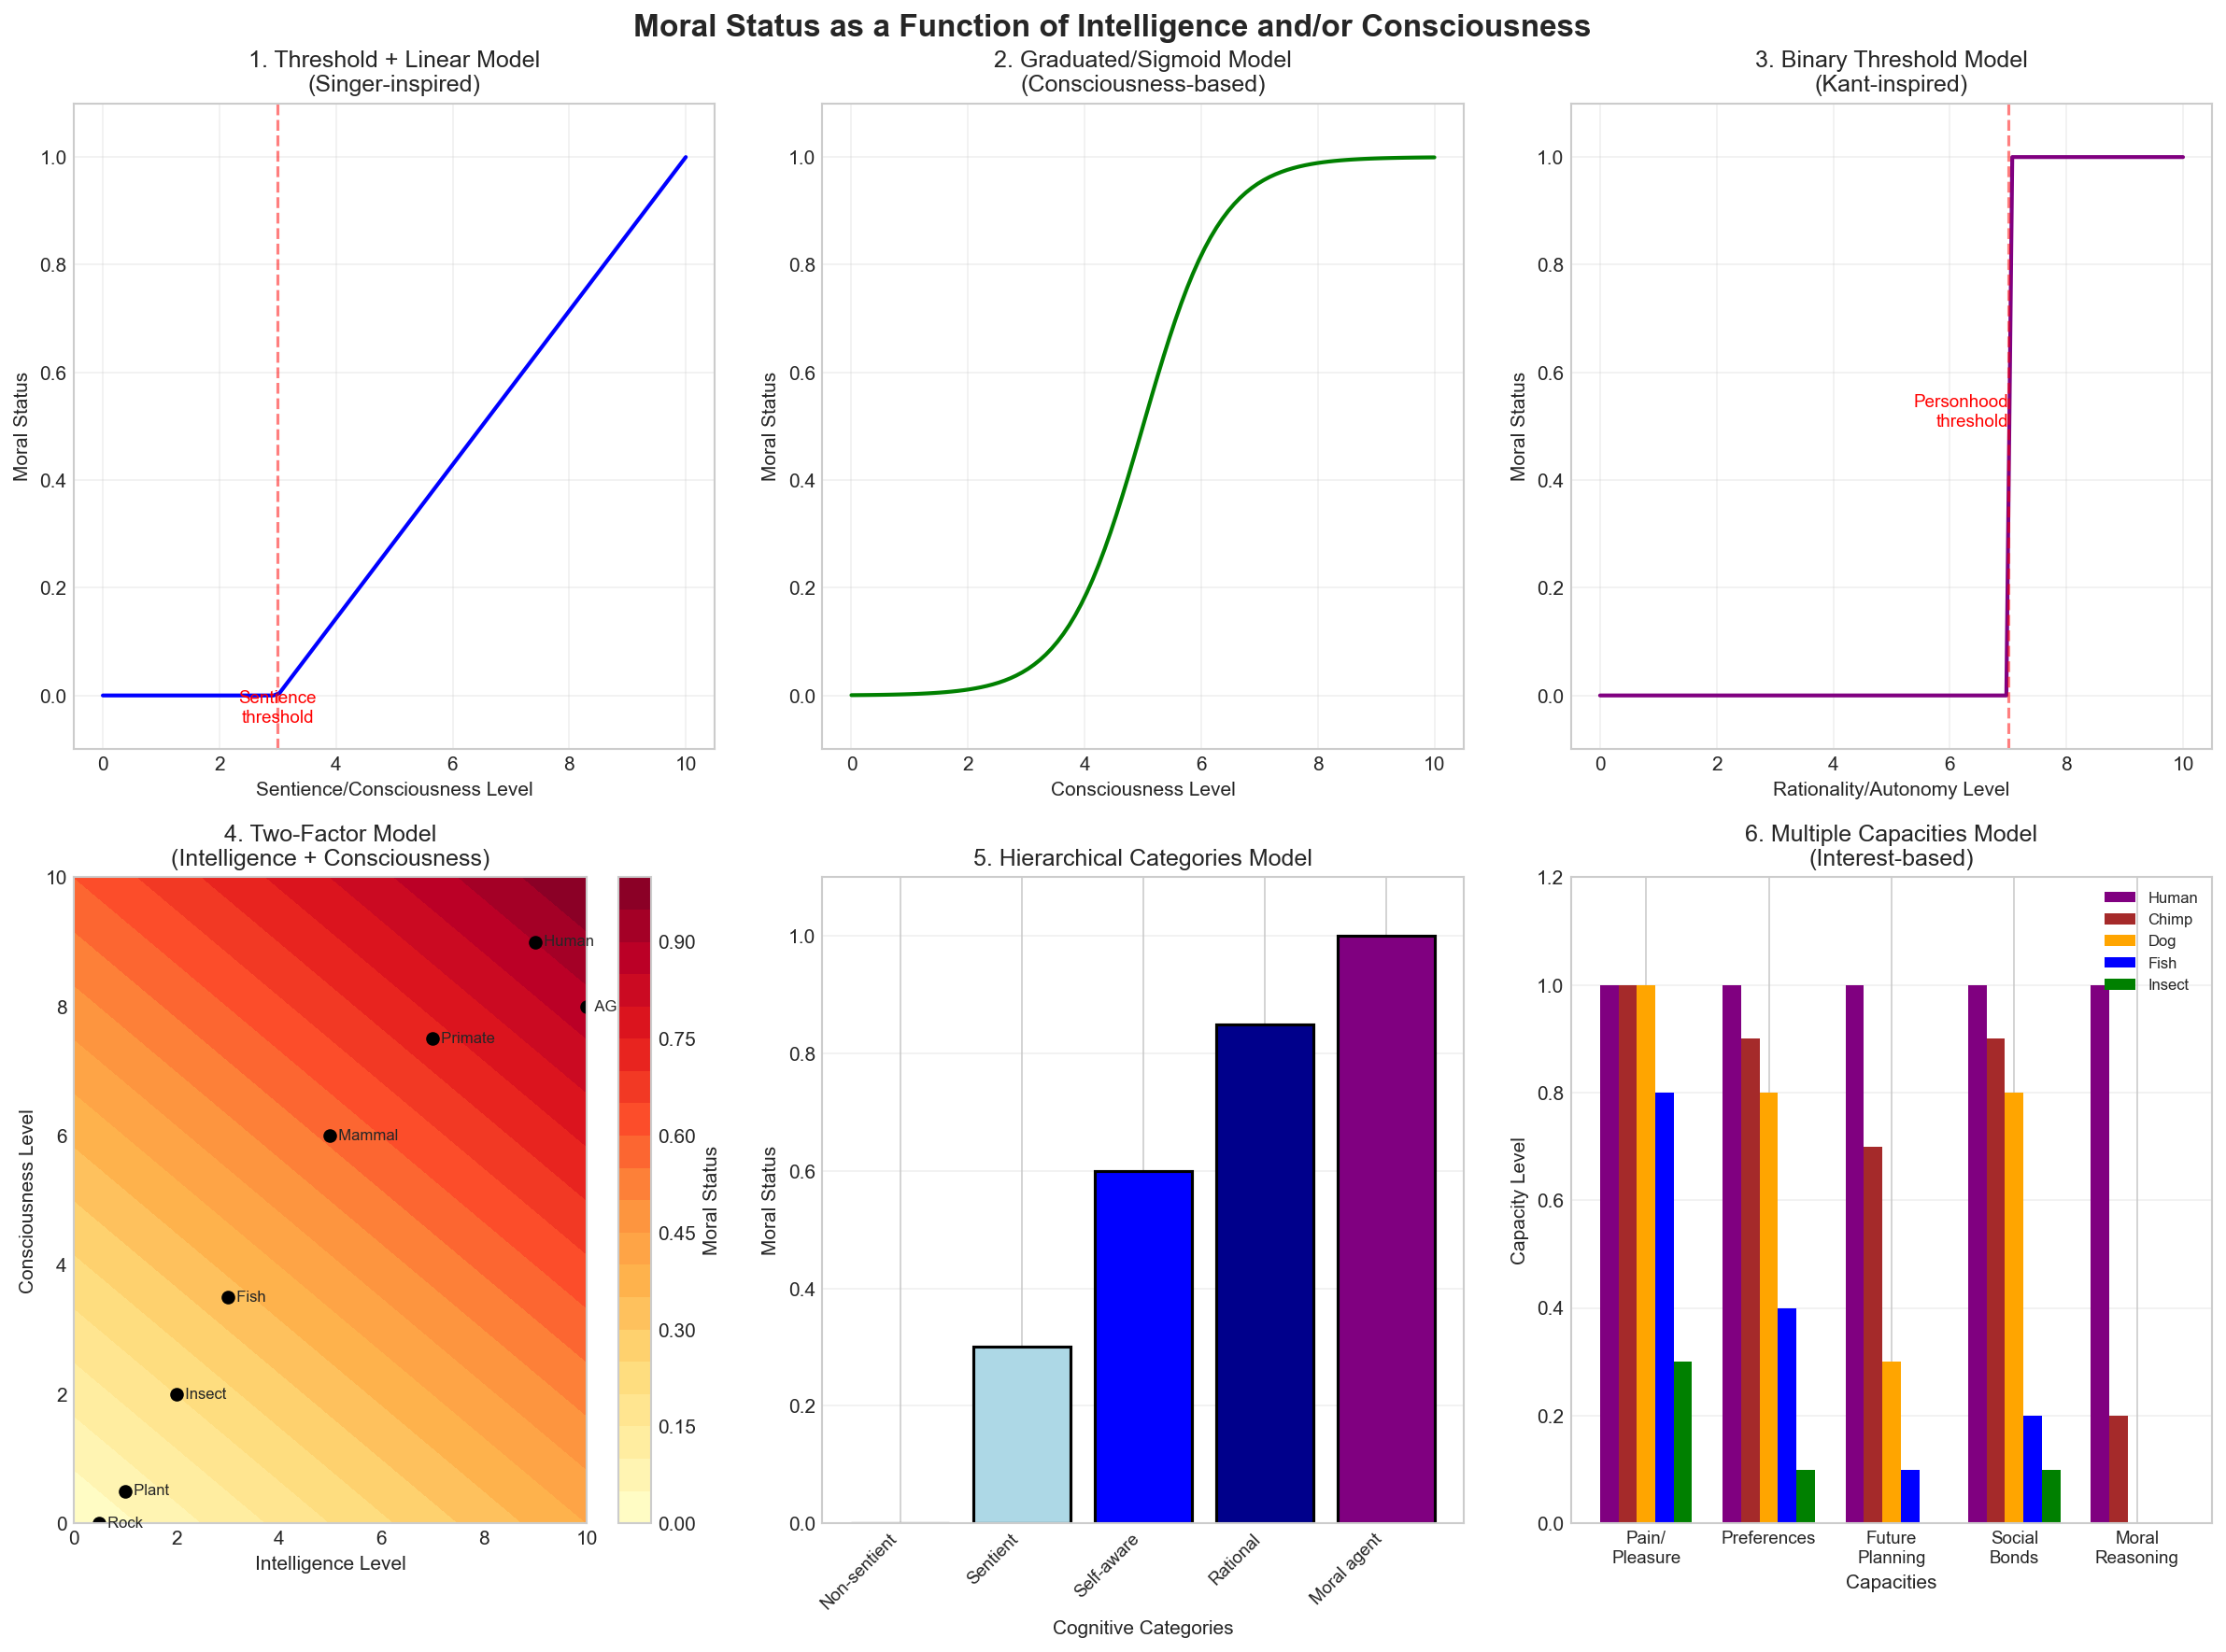 Moral Status as a Function of Intelligence and/or Consciousness
1. Threshold + Linear Model
(Singer-inspired)
Moral Status
1.0
0.8
0.6
0.4
0.2
0.0
Sentience
threshold
0 2 4 6 8 10
Sentience/Consciousness Level
2. Graduated/Sigmoid Model
(Consciousness-based)
Moral Status
1.0
0.8
0.6
0.4
0.2
0.0
0 2 4 6 8 10
Consciousness Level
3. Binary Threshold Model
(Kant-inspired)
Moral Status
1.0
0.8
0.6
0.4
0.2
0.0
Personhood
threshold
0 2 4 6 8 10
Rationality/Autonomy Level
4. Two-Factor Model
(Intelligence + Consciousness)
Consciousness Level
10
8
6
4
2
0
Human
AG
Primate
Mammal
Fish
Insect
Plant
Rock
0 2 4 6 8 10
Intelligence Level
0.90
0.75
0.60
0.45
0.30
0.15
0.00
Moral Status
5. Hierarchical Categories Model
Moral Status
1.0
0.8
0.6
0.4
0.2
0.0
Non-sentient
Sentient
Self-aware
Rational
Moral agent
Cognitive Categories
6. Multiple Capacities Model
(Interest-based)
Capacity Level
1.2
1.0
0.8
0.6
0.4
0.2
0.0
Human
Chimp
Dog
Fish
Insect
Pain/
Pleasure
Preferences
Future
Planning
Social
Bonds
Moral
Reasoning
Capacities